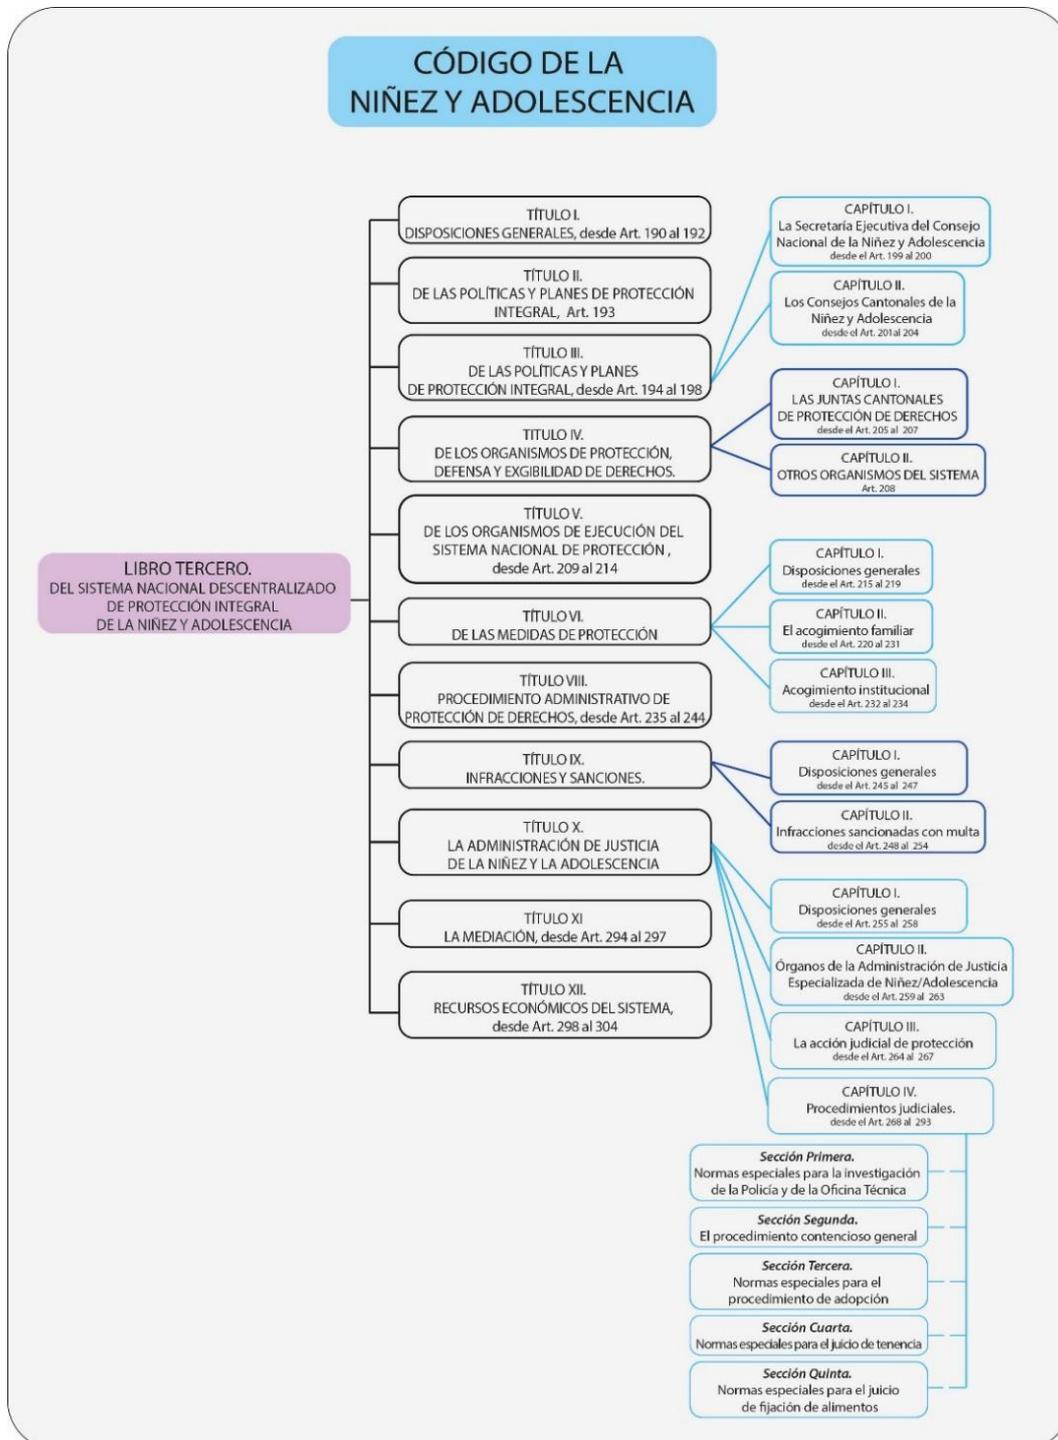 CÓDIGO DE LA
NIÑEZ Y ADOLESCENCIA
LIBRO TERCERO.
DEL SISTEMA NACIONAL DESCENTRALIZADO
DE PROTECCIÓN INTEGRAL
DE LA NIÑEZ Y ADOLESCENCIA
TÍTULO I.
DISPOSICIONES GENERALES, desde Art. 190 al 192
TÍTULO II.
DE LAS POLÍTICAS Y PLANES DE PROTECCIÓN
INTEGRAL, Art. 193
TÍTULO III.
DE LAS POLÍTICAS Y PLANES
DE PROTECCIÓN INTEGRAL, desde Art. 194 al 198
CAPÍTULO I.
La Secretaría Ejecutiva del Consejo
Nacional de la Niñez y Adolescencia
desde el Art. 199 al 200
CAPÍTULO II.
Los Consejos Cantonales de la
Niñez y Adolescencia
desde el Art. 201al 204
TÍTULO IV.
DE LOS ORGANISMOS DE PROTECCIÓN,
DEFENSA Y EXGIBILIDAD DE DERECHOS.
CAPÍTULO I.
LAS JUNTAS CANTONALES
DE PROTECCIÓN DE DERECHOS
desde el Art. 205 al 207
CAPÍTULO II.
OTROS ORGANISMOS DEL SISTEMA
Art. 208
TÍTULO V.
DE LOS ORGANISMOS DE EJECUCIÓN DEL
SISTEMA NACIONAL DE PROTECCIÓN ,
desde Art. 209 al 214
TÍTULO VI.
DE LAS MEDIDAS DE PROTECCIÓN
CAPÍTULO I.
Disposiciones generales
desde el Art. 215 al 219
CAPÍTULO II.
El acogimiento familiar
desde el Art. 220 al 231
CAPÍTULO III.
Acogimiento institucional
desde el Art. 232 al 234
TÍTULO VIII.
PROCEDIMIENTO ADMINISTRATIVO DE
PROTECCIÓN DE DERECHOS, desde Art. 235 al 244
TÍTULO IX.
INFRACCIONES Y SANCIONES.
CAPÍTULO I.
Disposiciones generales
desde el Art. 245 al 247
CAPÍTULO II.
Infracciones sancionadas con multa
desde el Art. 248 al 254
TÍTULO X.
LA ADMINISTRACIÓN DE JUSTICIA
DE LA NIÑEZ Y LA ADOLESCENCIA
CAPÍTULO I.
Disposiciones generales
desde el Art. 255 al 258
CAPÍTULO II.
Órganos de la Administración de Justicia
Especializada de Niñez/Adolescencia
desde el Art. 259 al 263
CAPÍTULO III.
La acción judicial de protección
desde el Art. 264 al 267
CAPÍTULO IV.
Procedimientos judiciales.
desde el Art. 268 al 293
Sección Primera.
Normas especiales para la investigación
de la Policía y de la Oficina Técnica
Sección Segunda.
El procedimiento contencioso general
Sección Tercera.
Normas especiales para el
procedimiento de adopción
Sección Cuarta.
Normas especiales para el juicio de tenencia
Sección Quinta.
Normas especiales para el juicio
de fijación de alimentos
TÍTULO XI
LA MEDIACIÓN, desde Art. 294 al 297
TÍTULO XII.
RECURSOS ECONÓMICOS DEL SISTEMA,
desde Art. 298 al 304